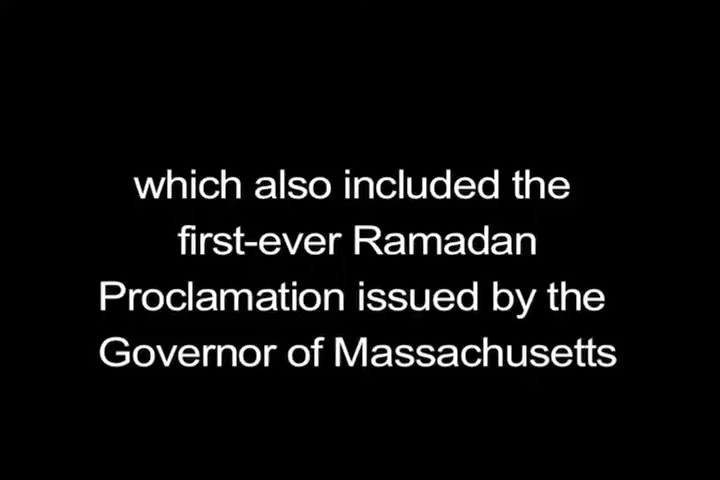 which also included the
first-ever Ramadan
Proclamation issued by the
Governor of Massachusetts